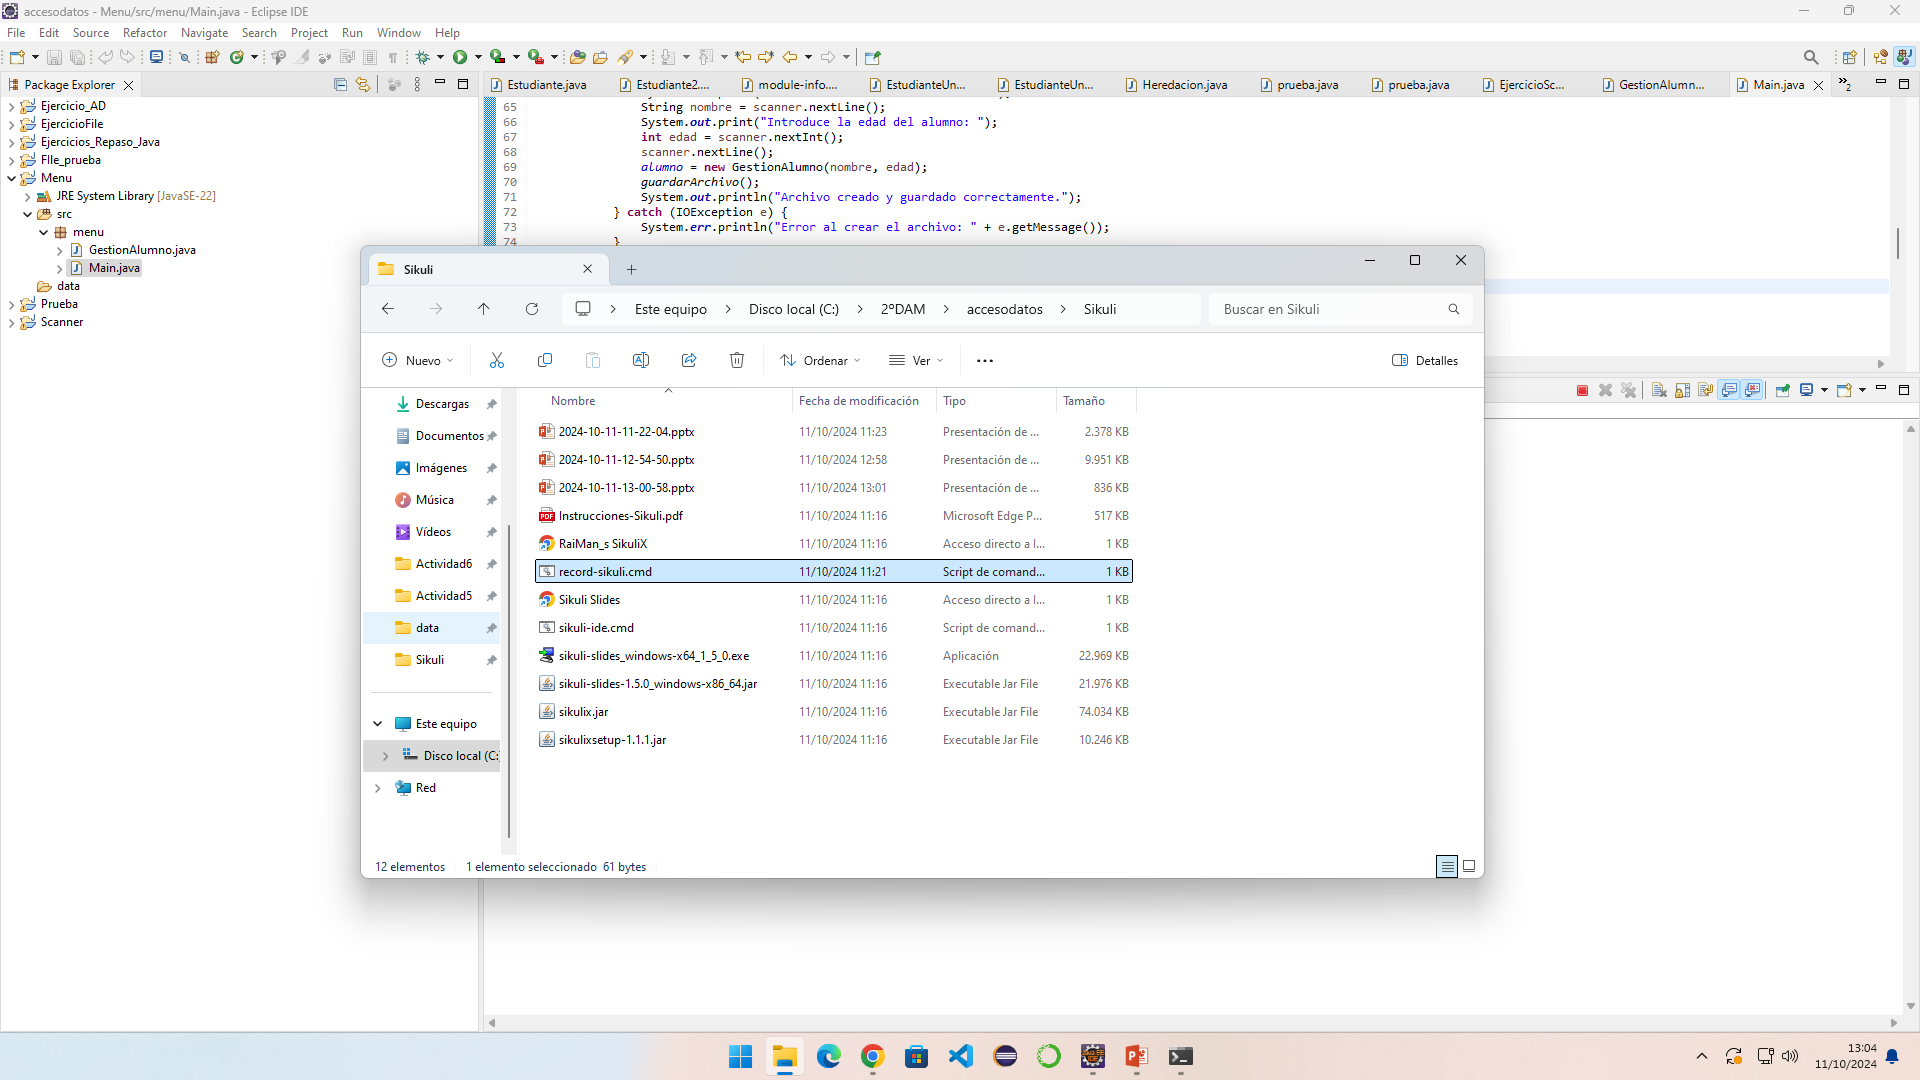 accesodatos - Menu/src/menu/Main.java - Eclipse IDE
File Edit Source Refactor Navigate Search Project Run Window Help
Package Explorer
Estudiante.java Estudiante2.... module-info.... EstudianteUn... EstudianteUn... Heredacion.java prueba.java prueba.java EjercicioSc... GestionAlumn... Main.java »2
Ejercicio_AD
EjercicioFile
Ejercicios_Repaso_Java
FIle_prueba
Menu
JRE System Library [JavaSE-22]
src
menu
GestionAlumno.java
Main.java
data
Prueba
Scanner
65 String nombre = scanner.nextLine();
66 System.out.print("Introduce la edad del alumno: ");
67 int edad = scanner.nextInt();
68 scanner.nextLine();
69 alumno = new GestionAlumno(nombre, edad);
70 guardarArchivo();
71 System.out.println("Archivo creado y guardado correctamente.");
72 } catch (IOException e) {
73 System.err.println("Error al crear el archivo: " + e.getMessage());
74 }
Sikuli
Este equipo > Disco local (C:) > 2ºDAM > accesodatos > Sikuli
Buscar en Sikuli
Nuevo Ordenar Ver Detalles
Descargas
Documentos
Imágenes
Música
Vídeos
Actividad6
Actividad5
data
Sikuli
Este equipo
Disco local (C:
Red
Nombre Fecha de modificación Tipo Tamaño
2024-10-11-11-22-04.pptx 11/10/2024 11:23 Presentación de ... 2.378 KB
2024-10-11-12-54-50.pptx 11/10/2024 12:58 Presentación de ... 9.951 KB
2024-10-11-13-00-58.pptx 11/10/2024 13:01 Presentación de ... 836 KB
Instrucciones-Sikuli.pdf 11/10/2024 11:16 Microsoft Edge P... 517 KB
RaiMan_s SikuliX 11/10/2024 11:16 Acceso directo a I... 1 KB
record-sikuli.cmd 11/10/2024 11:21 Script de comand... 1 KB
Sikuli Slides 11/10/2024 11:16 Acceso directo a I... 1 KB
sikuli-ide.cmd 11/10/2024 11:16 Script de comand... 1 KB
sikuli-slides_windows-x64_1_5_0.exe 11/10/2024 11:16 Aplicación 22.969 KB
sikuli-slides-1.5.0_windows-x86_64.jar 11/10/2024 11:16 Executable Jar File 21.976 KB
sikulix.jar 11/10/2024 11:16 Executable Jar File 74.034 KB
sikulixsetup-1.1.1.jar 11/10/2024 11:16 Executable Jar File 10.246 KB
12 elementos 1 elemento seleccionado 61 bytes
13:04
11/10/2024